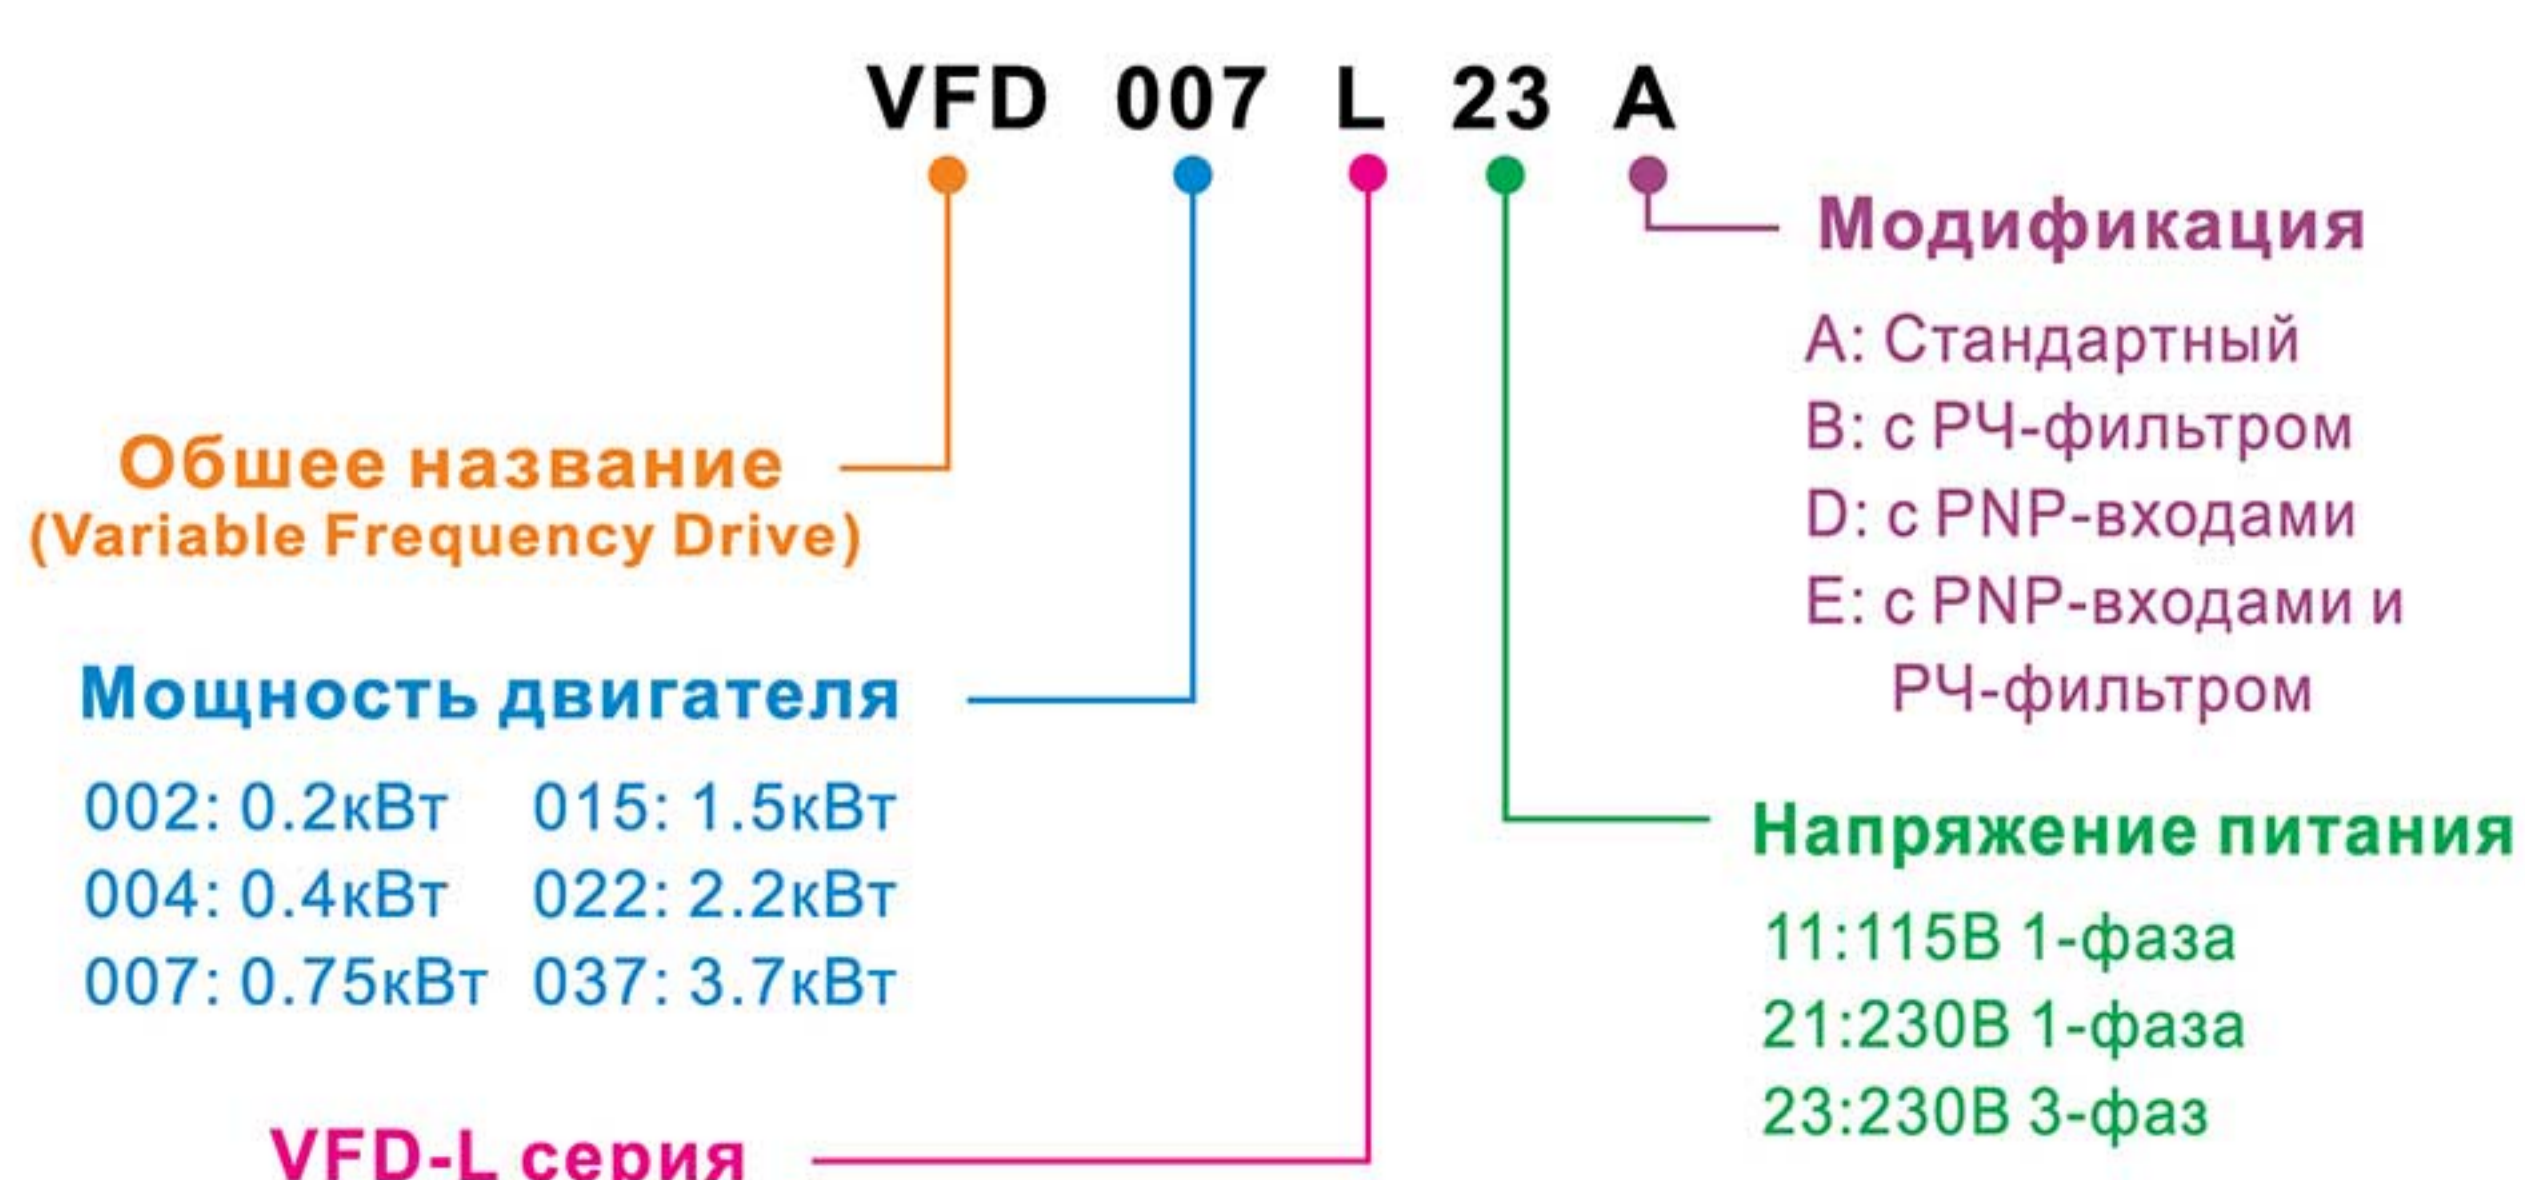 VFD 007 L 23 A
Модификация
A: Стандартный
B: с РЧ-фильтром
D: с PNP-входами
E: с PNP-входами и
РЧ-фильтром
Обшее название
(Variable Frequency Drive)
Мощность двигателя
002: 0.2кВт 015: 1.5кВт
004: 0.4кВт 022: 2.2кВт
007: 0.75кВт 037: 3.7кВт
Напряжение питания
11:115В 1-фаза
21:230В 1-фаза
23:230В 3-фаз
VFD-L серия